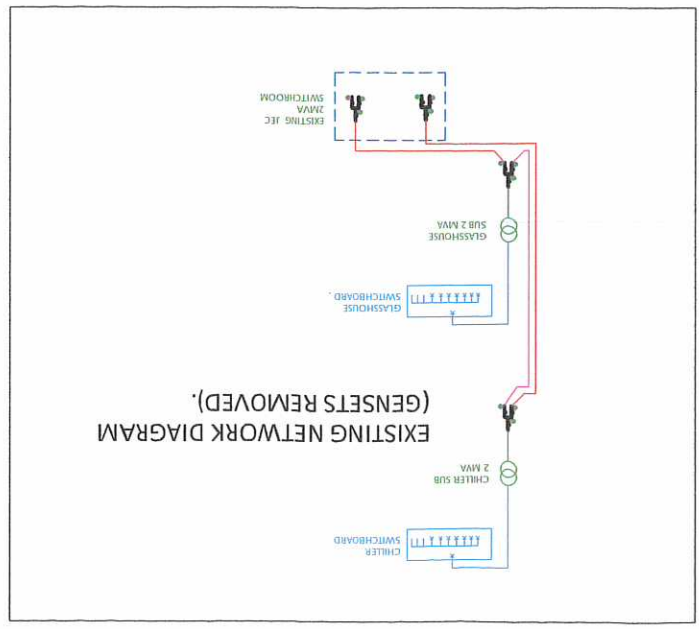 CHILLER
SWITCHBOARD
CHILLER SUB
2 MVA
EXISTING NETWORK DIAGRAM
(GENSETS REMOVED).
GLASSHOUSE
SWITCHBOARD .
GLASSHOUSE
SUB 2 MVA
EXISTING JEC
2MVA
SWITCHROOM